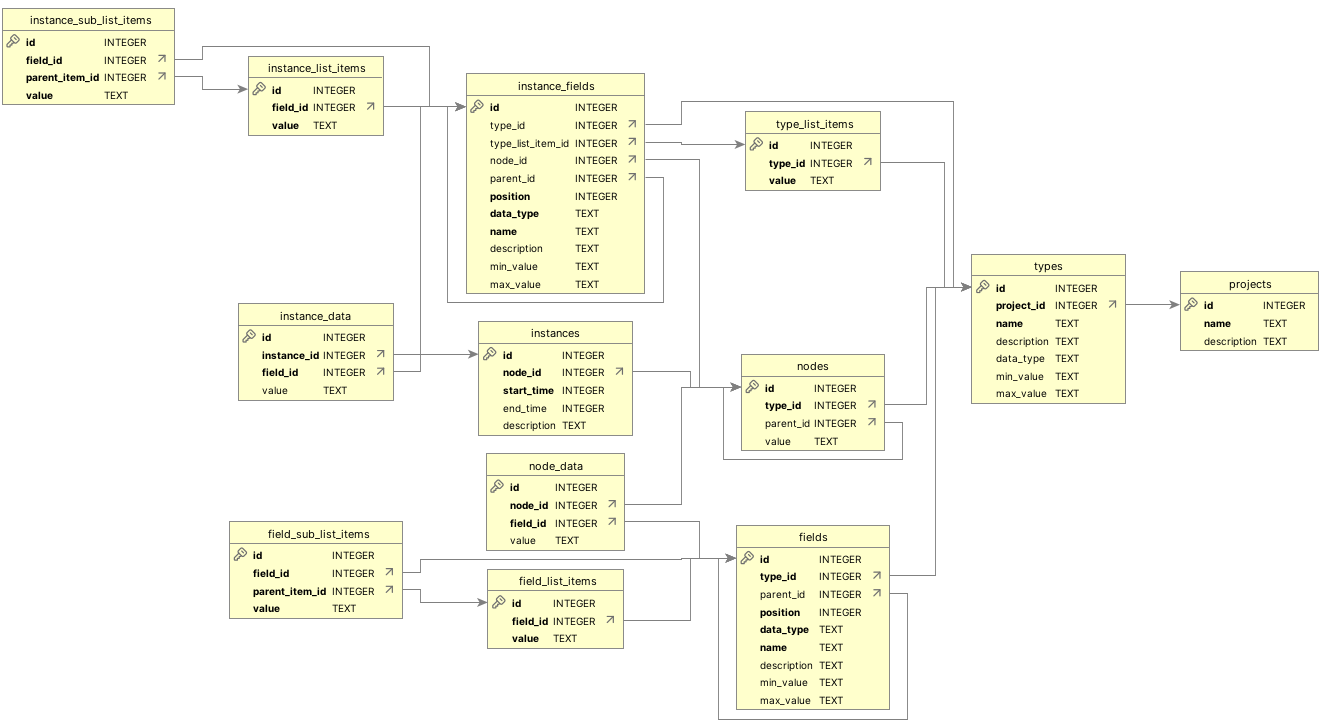 instance_sub_list_items
id INTEGER
field_id INTEGER
parent_item_id INTEGER
value TEXT
instance_list_items
id INTEGER
field_id INTEGER
value TEXT
instance_fields
id INTEGER
type_id INTEGER
type_list_item_id INTEGER
node_id INTEGER
parent_id INTEGER
position INTEGER
data_type TEXT
name TEXT
description TEXT
min_value TEXT
max_value TEXT
type_list_items
id INTEGER
type_id INTEGER
value TEXT
types
id INTEGER
project_id INTEGER
name TEXT
description TEXT
data_type TEXT
min_value TEXT
max_value TEXT
projects
id INTEGER
name TEXT
description TEXT
instance_data
id INTEGER
instance_id INTEGER
field_id INTEGER
value TEXT
instances
id INTEGER
node_id INTEGER
start_time INTEGER
end_time INTEGER
description TEXT
nodes
id INTEGER
type_id INTEGER
parent_id INTEGER
value TEXT
node_data
id INTEGER
node_id INTEGER
field_id INTEGER
value TEXT
field_sub_list_items
id INTEGER
field_id INTEGER
parent_item_id INTEGER
value TEXT
field_list_items
id INTEGER
field_id INTEGER
value TEXT
fields
id INTEGER
type_id INTEGER
parent_id INTEGER
position INTEGER
data_type TEXT
name TEXT
description TEXT
min_value TEXT
max_value TEXT